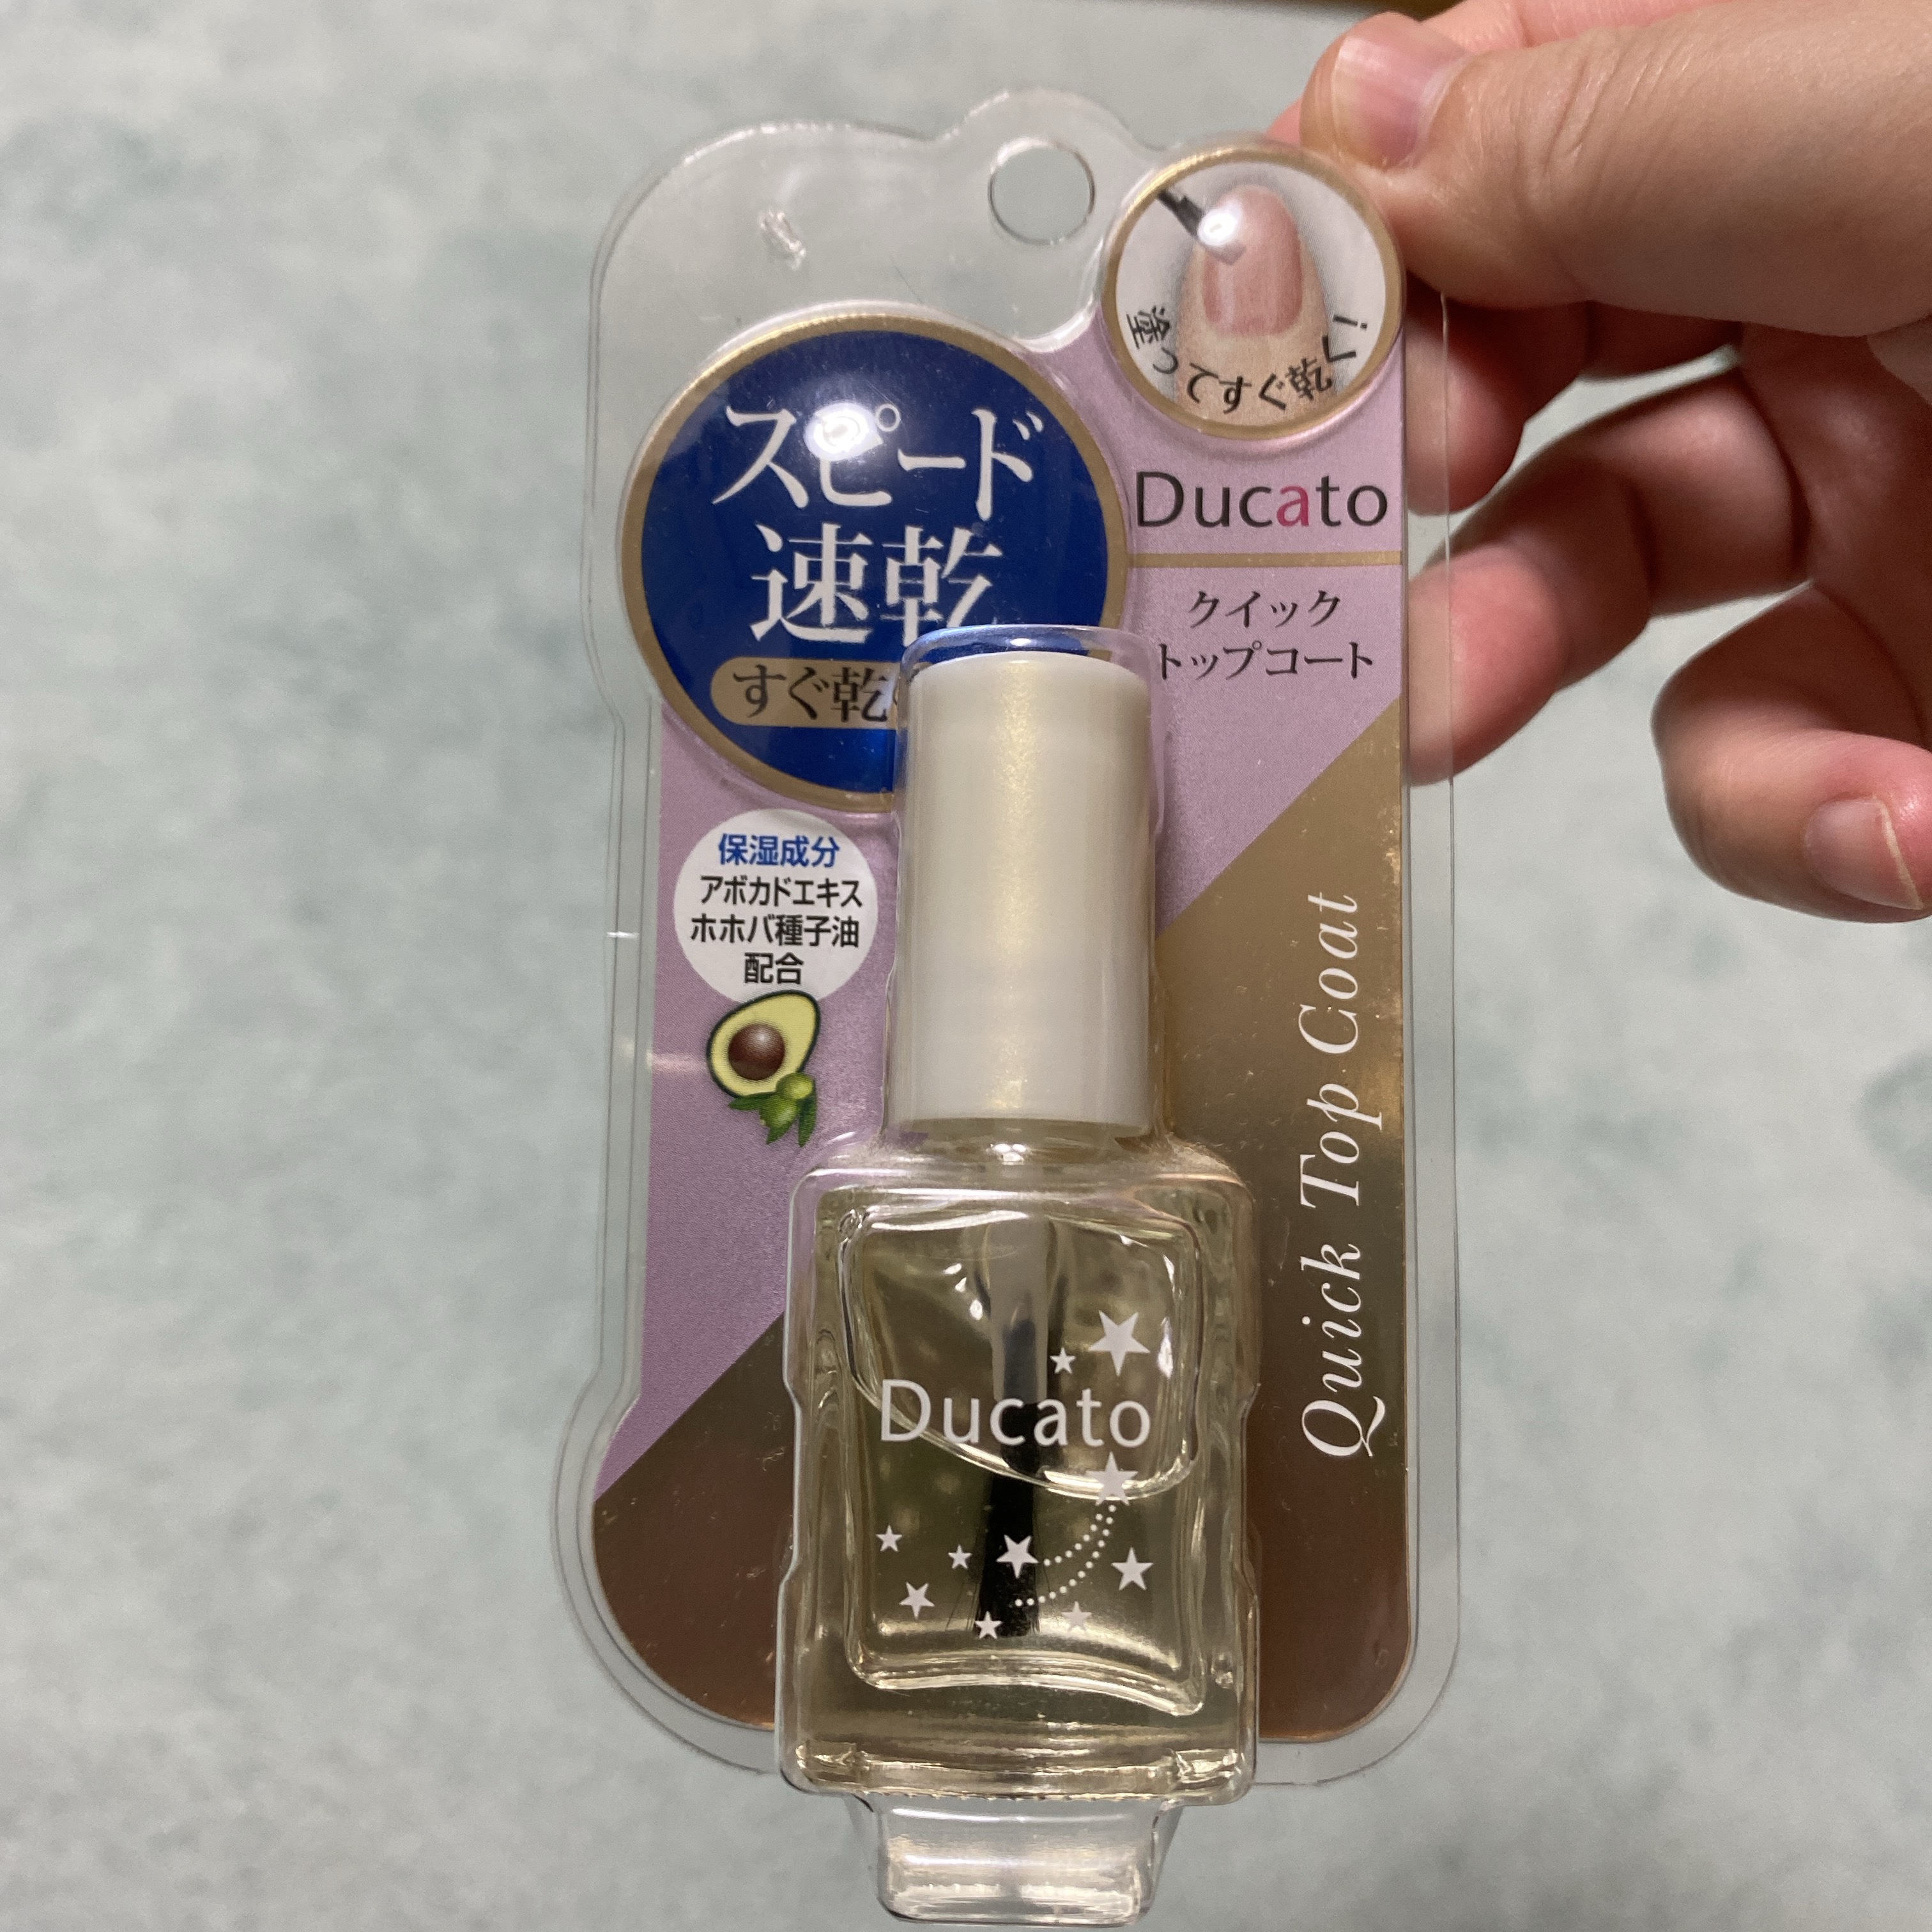 塗ってすぐ乾く!
スピード
速乾
すぐ乾
Ducato
クイック
トップコート
保湿成分
アボカドエキス
ホホバ種子油
配合
Quick Top Coat
Ducato